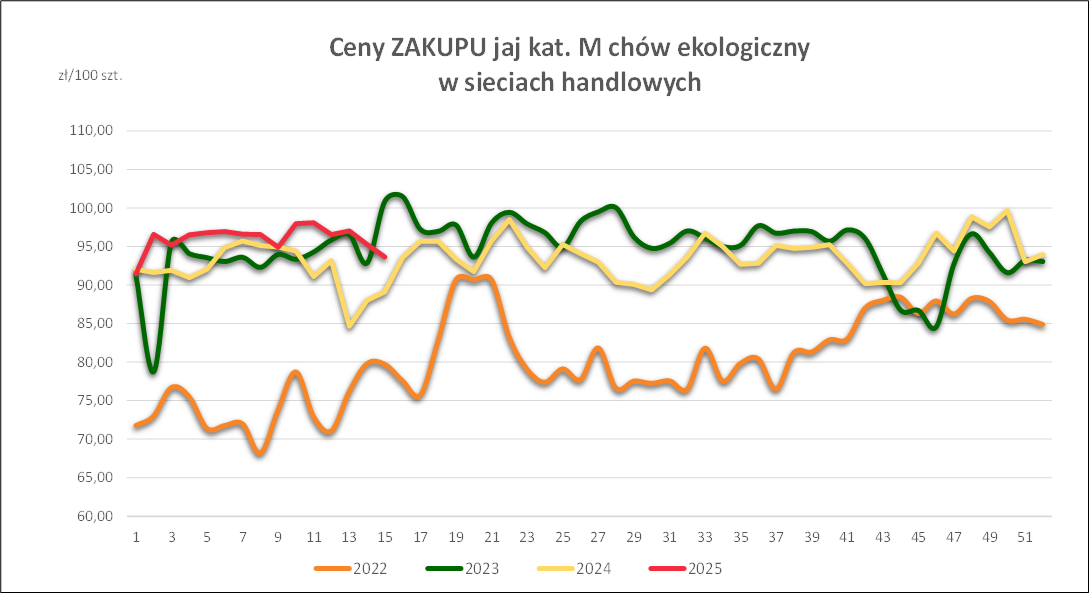 Ceny ZAKUPU jaj kat. M chów ekologiczny
w sieciach handlowych
zł/100 szt.
110,00
105,00
100,00
95,00
90,00
85,00
80,00
75,00
70,00
65,00
60,00
1 3 5 7 9 11 13 15 17 19 21 23 25 27 29 31 33 35 37 39 41 43 45 47 49 51
2022 2023 2024 2025